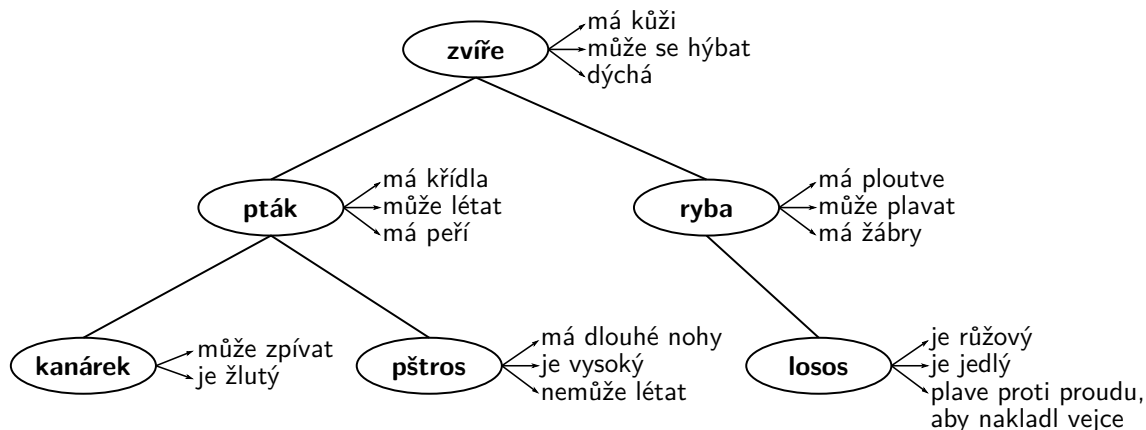 zvíře
má kůži
může se hýbat
dýchá
pták
má křídla
může létat
má peří
ryba
má ploutve
může plavat
má žábry
kanárek
může zpívat
je žlutý
pštros
má dlouhé nohy
je vysoký
nemůže létat
losos
je růžový
je jedlý
plave proti proudu,
aby nakladl vejce